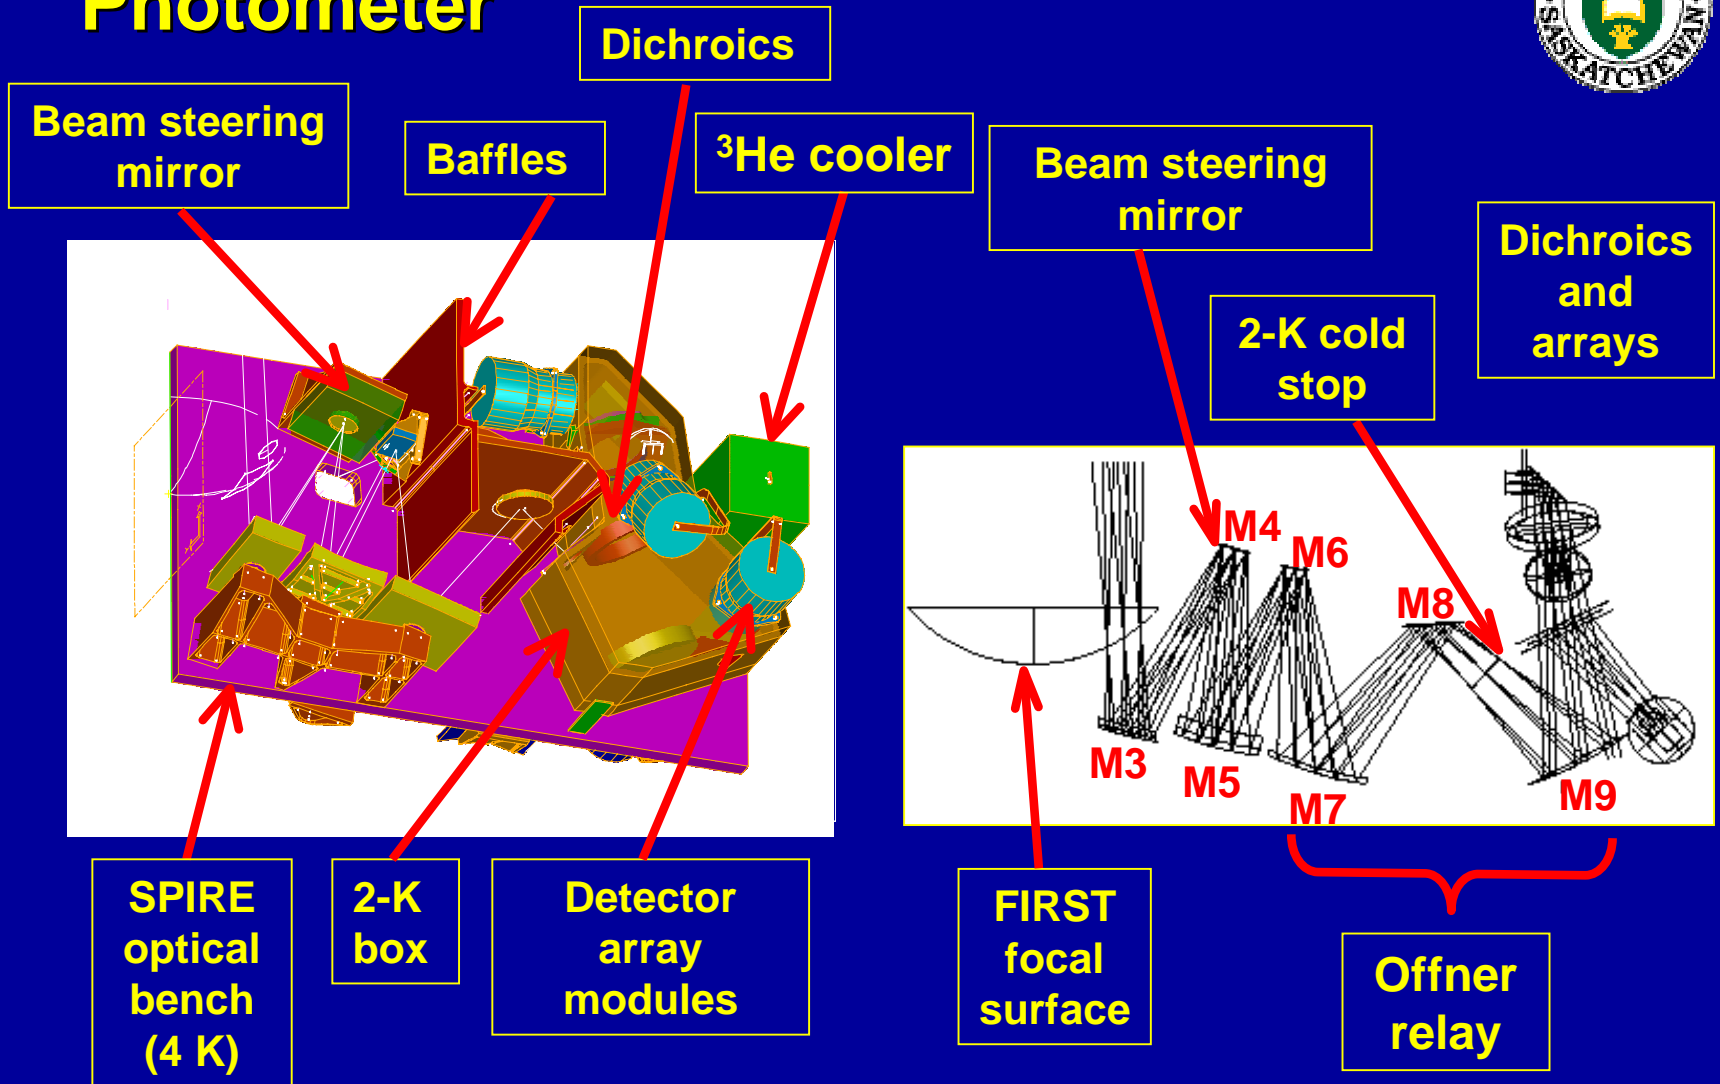 Photometer
SASKATCHEWAN
Dichroics
Beam steering
mirror
Baffles
³He cooler
Beam steering
mirror
Dichroics
and
arrays
2-K cold
stop
M4
M6
M8
M3
M5
M7
M9
SPIRE
optical
bench
(4 K)
2-K
box
Detector
array
modules
FIRST
focal
surface
Offner
relay